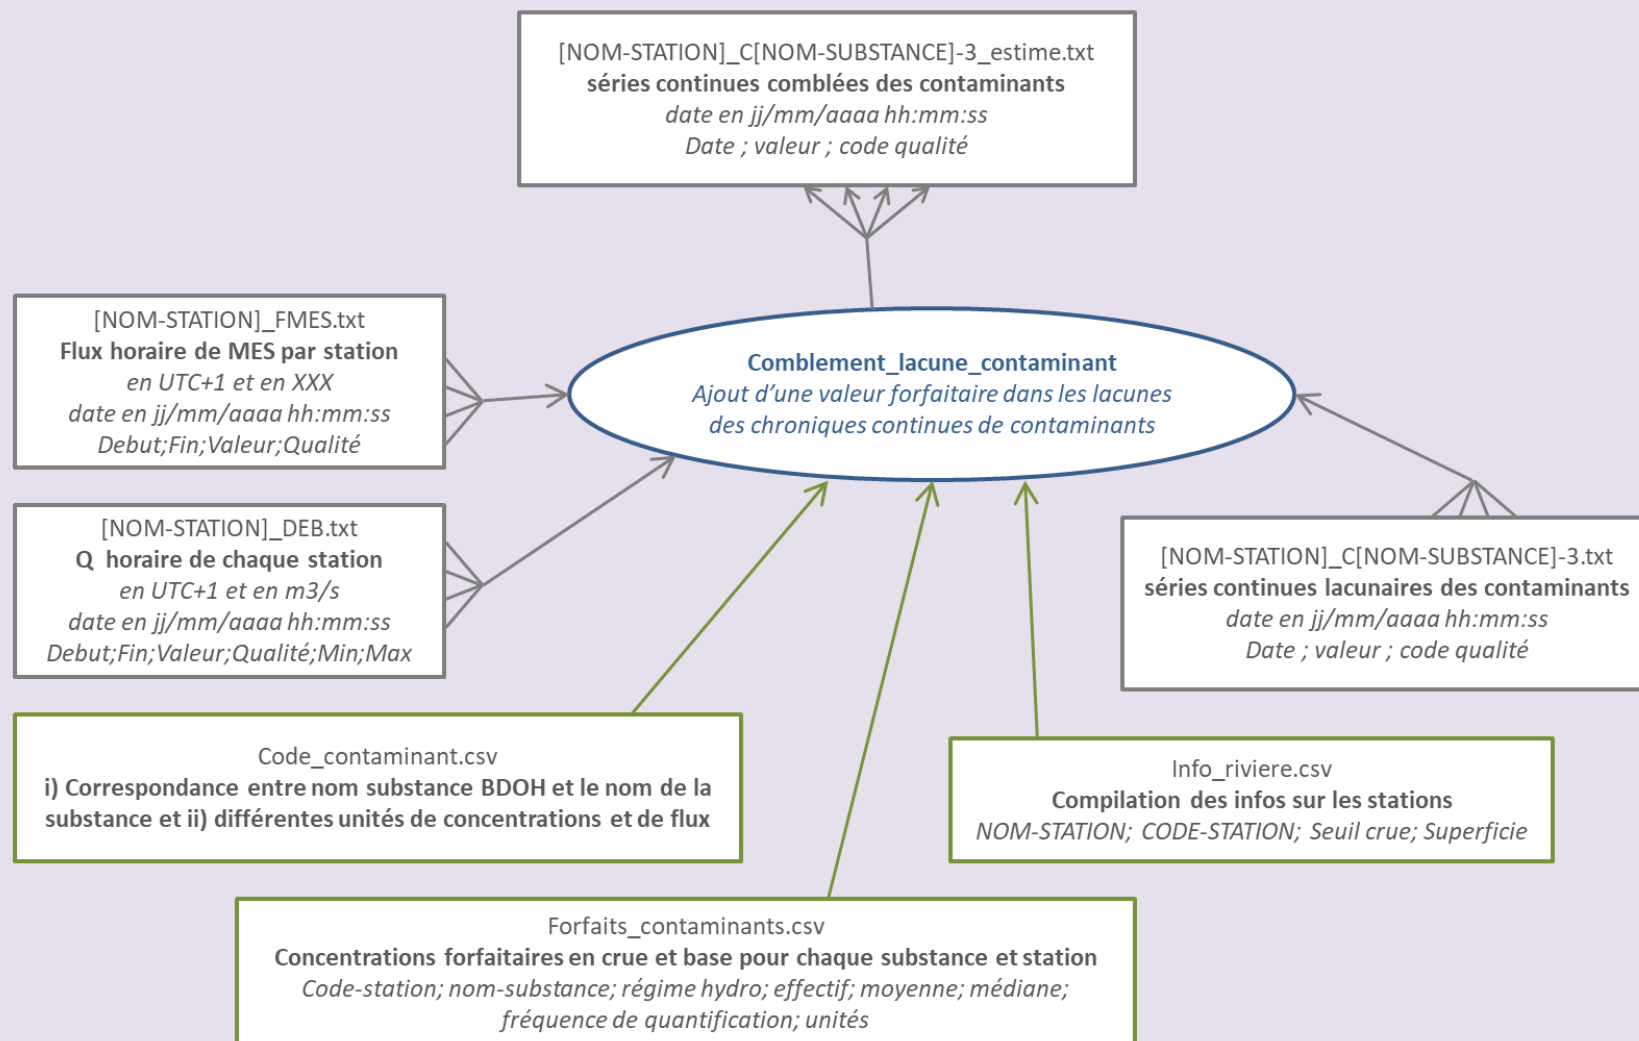 [NOM-STATION]_C[NOM-SUBSTANCE]-3_estime.txt
séries continues comblées des contaminants
date en jj/mm/aaaa hh:mm:ss
Date ; valeur ; code qualité
[NOM-STATION]_FMES.txt
Flux horaire de MES par station
en UTC+1 et en XXX
date en jj/mm/aaaa hh:mm:ss
Debut;Fin;Valeur;Qualité
Comblement_lacune_contaminant
Ajout d’une valeur forfaitaire dans les lacunes
des chroniques continues de contaminants
[NOM-STATION]_DEB.txt
Q horaire de chaque station
en UTC+1 et en m3/s
date en jj/mm/aaaa hh:mm:ss
Debut;Fin;Valeur;Qualité;Min;Max
[NOM-STATION]_C[NOM-SUBSTANCE]-3.txt
séries continues lacunaires des contaminants
date en jj/mm/aaaa hh:mm:ss
Date ; valeur ; code qualité
Code_contaminant.csv
i) Correspondance entre nom substance BDOH et le nom de la
substance et ii) différentes unités de concentrations et de flux
Info_riviere.csv
Compilation des infos sur les stations
NOM-STATION; CODE-STATION; Seuil crue; Superficie
Forfaits_contaminants.csv
Concentrations forfaitaires en crue et base pour chaque substance et station
Code-station; nom-substance; régime hydro; effectif; moyenne; médiane;
fréquence de quantification; unités